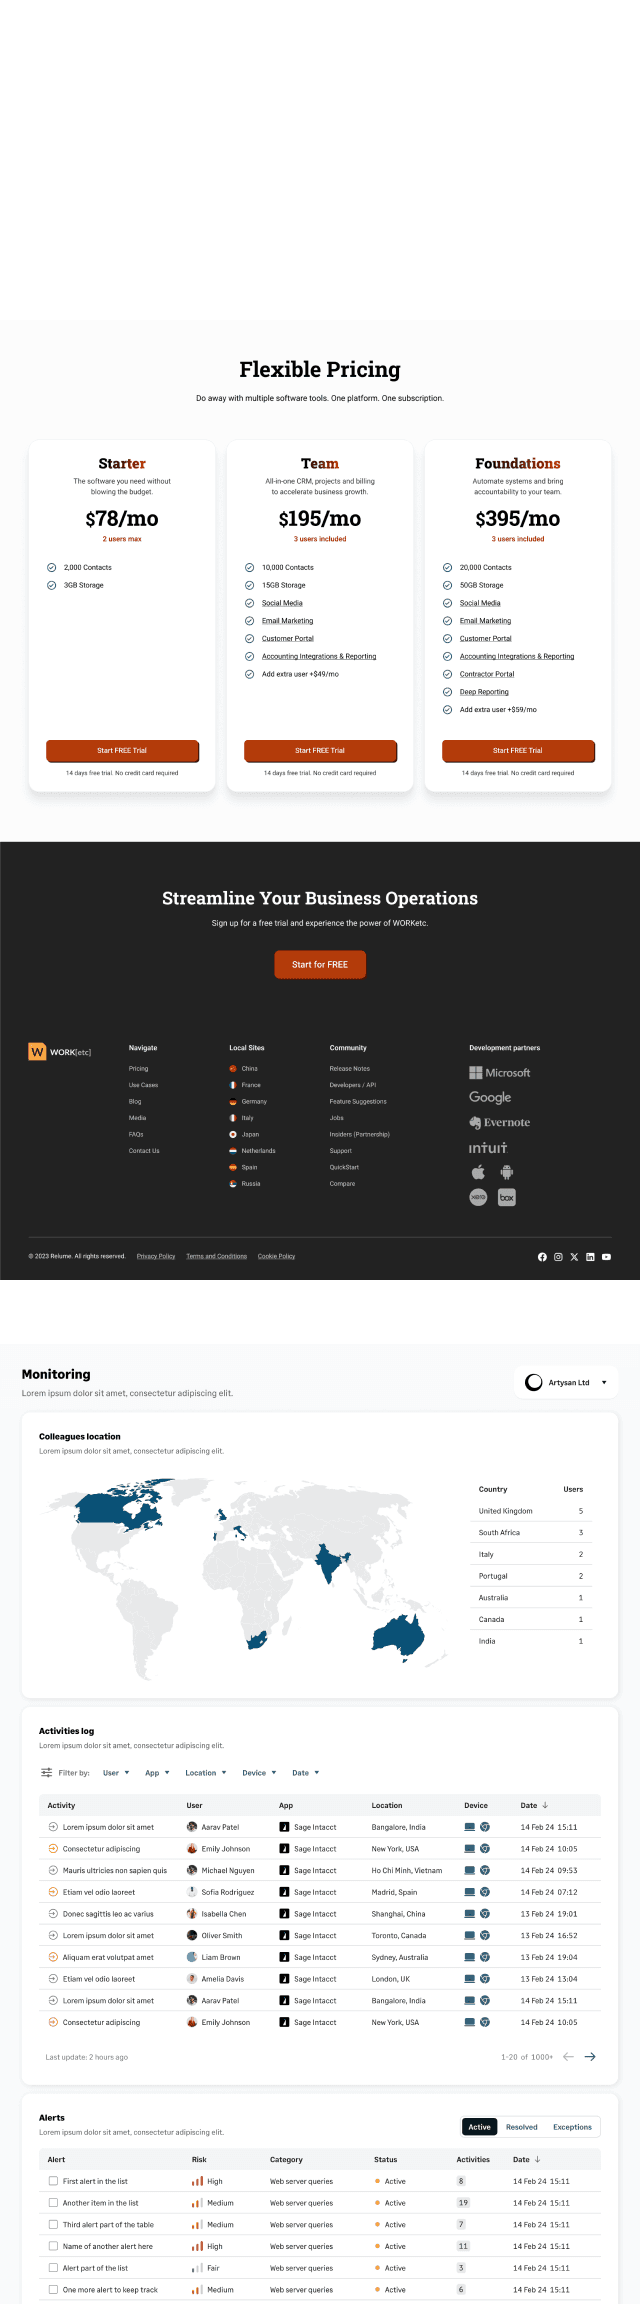 Flexible Pricing
Do away with multiple software tools. One platform. One subscription.
Starter
The software you need without
blowing the budget.
$78/mo
2 users max
2,000 Contacts
3GB Storage
Start FREE Trial
14 days free trial. No credit card required
Team
All-in-one CRM, projects and billing
to accelerate business growth.
$195/mo
3 users included
10,000 Contacts
15GB Storage
Social Media
Email Marketing
Customer Portal
Accounting Integrations & Reporting
Add extra user +$49/mo
Start FREE Trial
14 days free trial. No credit card required
Foundations
Automate systems and bring
accountability to your team.
$395/mo
3 users included
20,000 Contacts
50GB Storage
Social Media
Email Marketing
Customer Portal
Accounting Integrations & Reporting
Contractor Portal
Deep Reporting
Add extra user +$59/mo
Start FREE Trial
14 days free trial. No credit card required
Streamline Your Business Operations
Sign up for a free trial and experience the power of WORKetc.
Start for FREE
W WORK[etc]
Navigate
Pricing
Use Cases
Blog
Media
FAQs
Contact Us
Local Sites
China
France
Germany
Italy
Japan
Netherlands
Spain
Russia
Community
Release Notes
Developers / API
Feature Suggestions
Jobs
Insiders (Partnership)
Support
QuickStart
Compare
Development partners
Microsoft
Google
Evernote
intuit
xero box
© 2023 Relume. All rights reserved. Privacy Policy Terms and Conditions Cookie Policy
Monitoring
Lorem ipsum dolor sit amet, consectetur adipiscing elit.
Artysan Ltd
Colleagues location
Lorem ipsum dolor sit amet, consectetur adipiscing elit.
Country Users
United Kingdom 5
South Africa 3
Italy 2
Portugal 2
Australia 1
Canada 1
India 1
Activities log
Lorem ipsum dolor sit amet, consectetur adipiscing elit.
Filter by: User App Location Device Date
Activity User App Location Device Date
Lorem ipsum dolor sit amet Aarav Patel Sage Intacct Bangalore, India 14 Feb 24 15:11
Consectetur adipiscing Emily Johnson Sage Intacct New York, USA 14 Feb 24 10:05
Mauris ultricies non sapien quis Michael Nguyen Sage Intacct Ho Chi Minh, Vietnam 14 Feb 24 09:53
Etiam vel odio laoreet Sofia Rodriguez Sage Intacct Madrid, Spain 14 Feb 24 07:12
Donec sagittis leo ac varius Isabella Chen Sage Intacct Shanghai, China 13 Feb 24 19:01
Lorem ipsum dolor sit amet Oliver Smith Sage Intacct Toronto, Canada 13 Feb 24 16:52
Aliquam erat volutpat amet Liam Brown Sage Intacct Sydney, Australia 13 Feb 24 19:04
Etiam vel odio laoreet Amelia Davis Sage Intacct London, UK 13 Feb 24 13:04
Lorem ipsum dolor sit amet Aarav Patel Sage Intacct Bangalore, India 14 Feb 24 15:11
Consectetur adipiscing Emily Johnson Sage Intacct New York, USA 14 Feb 24 10:05
Last update: 2 hours ago 1-20 of 1000+
Alerts
Lorem ipsum dolor sit amet, consectetur adipiscing elit.
Active Resolved Exceptions
Alert Risk Category Status Activities Date
First alert in the list High Web server queries Active 8 14 Feb 24 15:11
Another item in the list Medium Web server queries Active 19 14 Feb 24 15:11
Third alert part of the table Medium Web server queries Active 7 14 Feb 24 15:11
Name of another alert here High Web server queries Active 11 14 Feb 24 15:11
Alert part of the list Fair Web server queries Active 3 14 Feb 24 15:11
One more alert to keep track Medium Web server queries Active 6 14 Feb 24 15:11